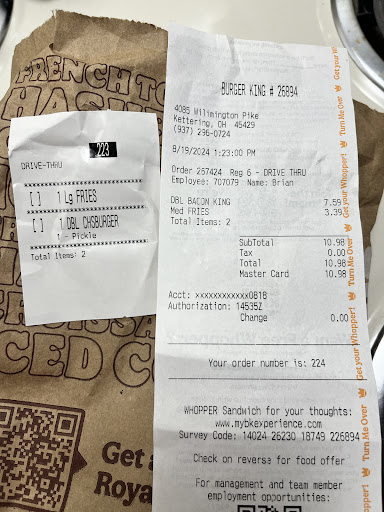 FRENCH TO
HASH
CED C
Get a
Roya
223
DRIVE-THRU
[ ] 1 Lg FRIES
[ ] 1 DBL CHSBURGER
1 - Pickle
Total Items: 2
BURGER KING # 26894
4085 Wilimington Pike
Kettering, OH 45429
(937) 296-0724
8/19/2024 1:23:00 PM
Order 267424 Reg 6 - DRIVE THRU
Employee: 707079 Name: Brian
DBL BACON KING 7.59
Med FRIES 3.39
Total Items: 2
SubTotal 10.98
Tax 0.00
Total 10.98
Master Card 10.98
Acct: xxxxxxxxxxxx0818
Authorization: 14535Z
Change 0.00
Your order number is: 224
WHOPPER Sandwich for your thoughts:
www.mybkexperience.com
Survey Code: 14024 26230 18749 226894
Check on reverse for food offer
For management and team member
employment opportunities:
Get your Whopper!
Turn Me Over
Get your Whopper!
Turn Me Over
Get your Whopper!
Turn Me Over